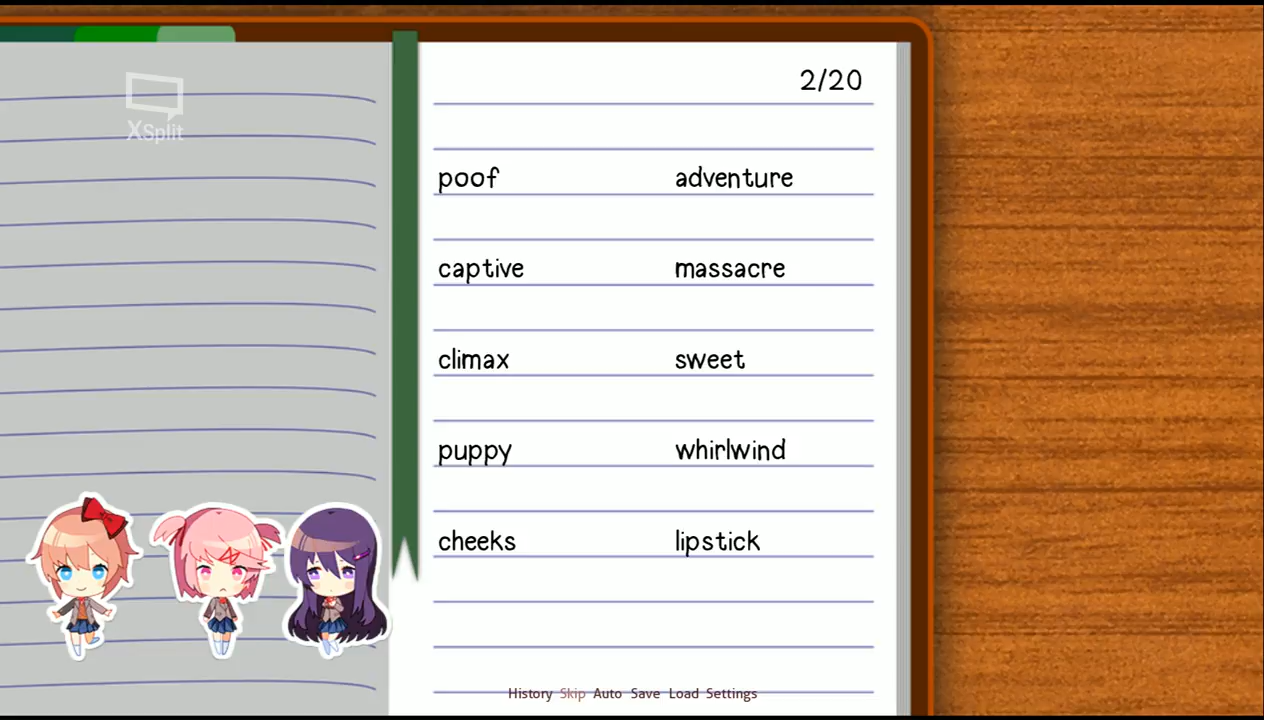 XSplit
2/20
poof adventure
captive massacre
climax sweet
puppy whirlwind
cheeks lipstick
History Skip Auto Save Load Settings